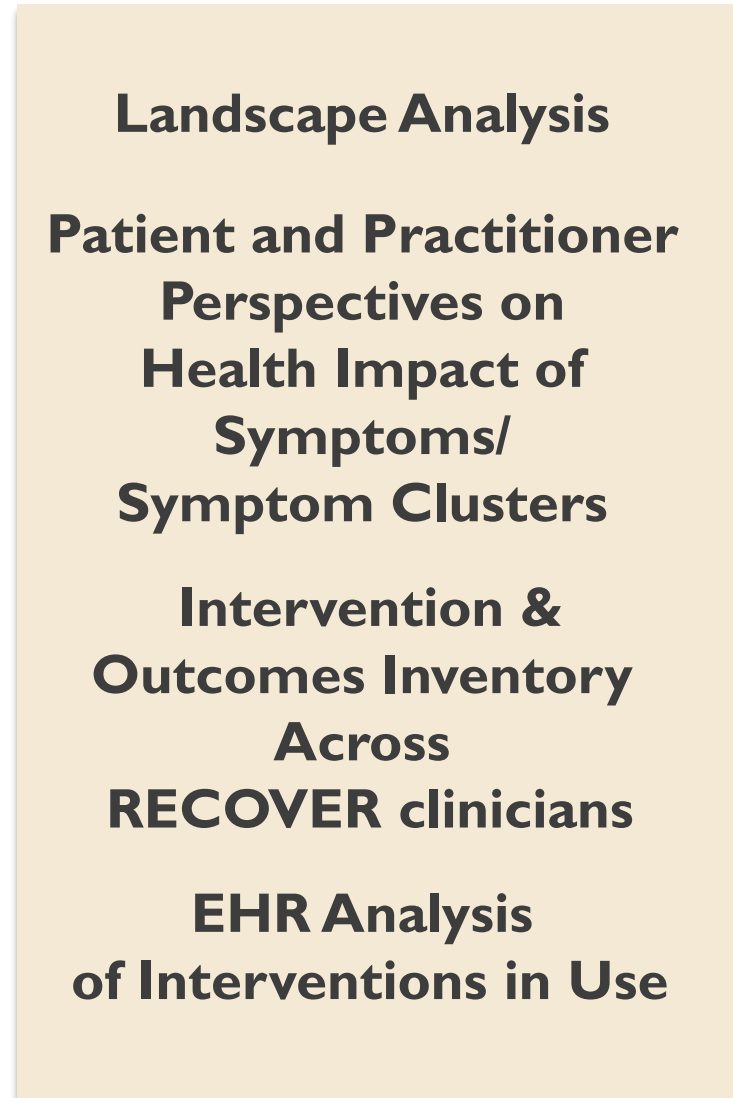 Landscape Analysis
Patient and Practitioner
Perspectives on
Health Impact of
Symptoms/
Symptom Clusters
Intervention &
Outcomes Inventory
Across
RECOVER clinicians
EHR Analysis
of Interventions in Use